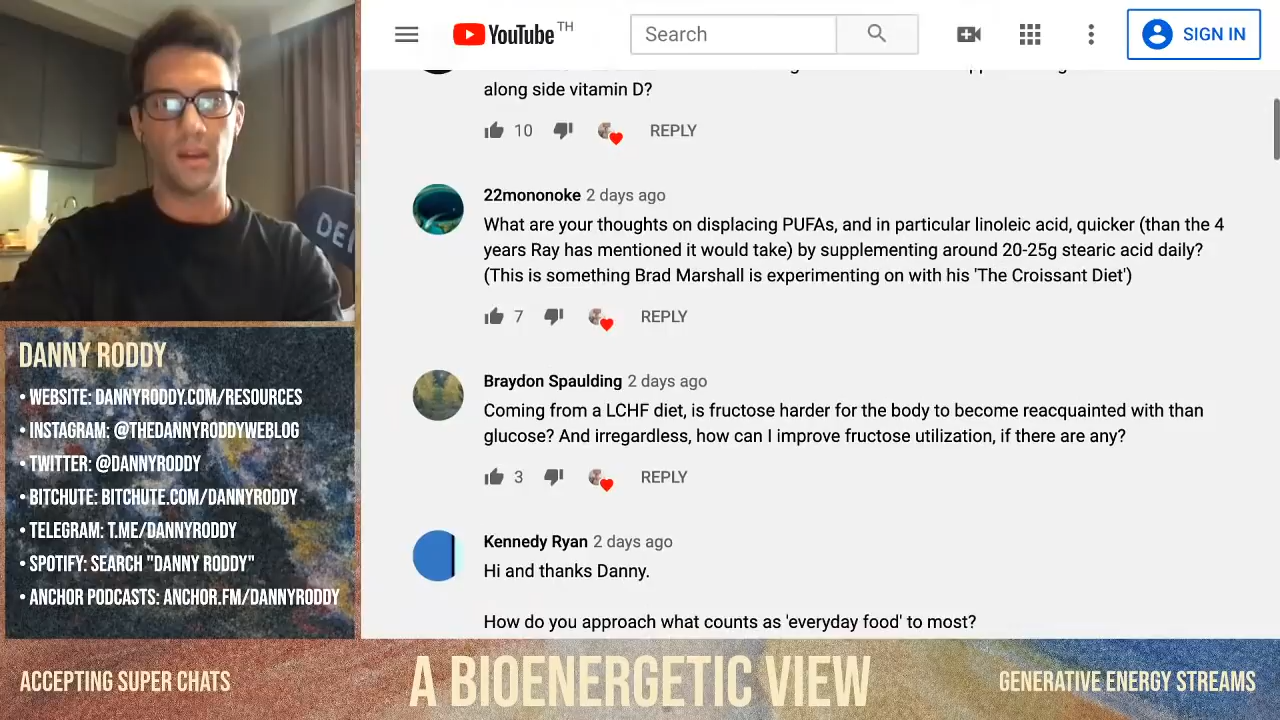 YouTube TH
Search
SIGN IN
along side vitamin D?
10
REPLY
22mononoke 2 days ago
What are your thoughts on displacing PUFAs, and in particular linoleic acid, quicker (than the 4
years Ray has mentioned it would take) by supplementing around 20-25g stearic acid daily?
(This is something Brad Marshall is experimenting on with his 'The Croissant Diet')
7
REPLY
Braydon Spaulding 2 days ago
Coming from a LCHF diet, is fructose harder for the body to become reacquainted with than
glucose? And irregardless, how can I improve fructose utilization, if there are any?
3
REPLY
Kennedy Ryan 2 days ago
Hi and thanks Danny.
How do you approach what counts as 'everyday food' to most?
DANNY RODDY
• WEBSITE: DANNYRODDY.COM/RESOURCES
• INSTAGRAM: @THEDANNYRODDYWEBLOG
• TWITTER: @DANNYRODDY
• BITCHUTE: BITCHUTE.COM/DANNYRODDY
• TELEGRAM: T.ME/DANNYRODDY
• SPOTIFY: SEARCH "DANNY RODDY"
• ANCHOR PODCASTS: ANCHOR.FM/DANNYRODDY
ACCEPTING SUPER CHATS
A BIOENERGETIC VIEW
GENERATIVE ENERGY STREAMS